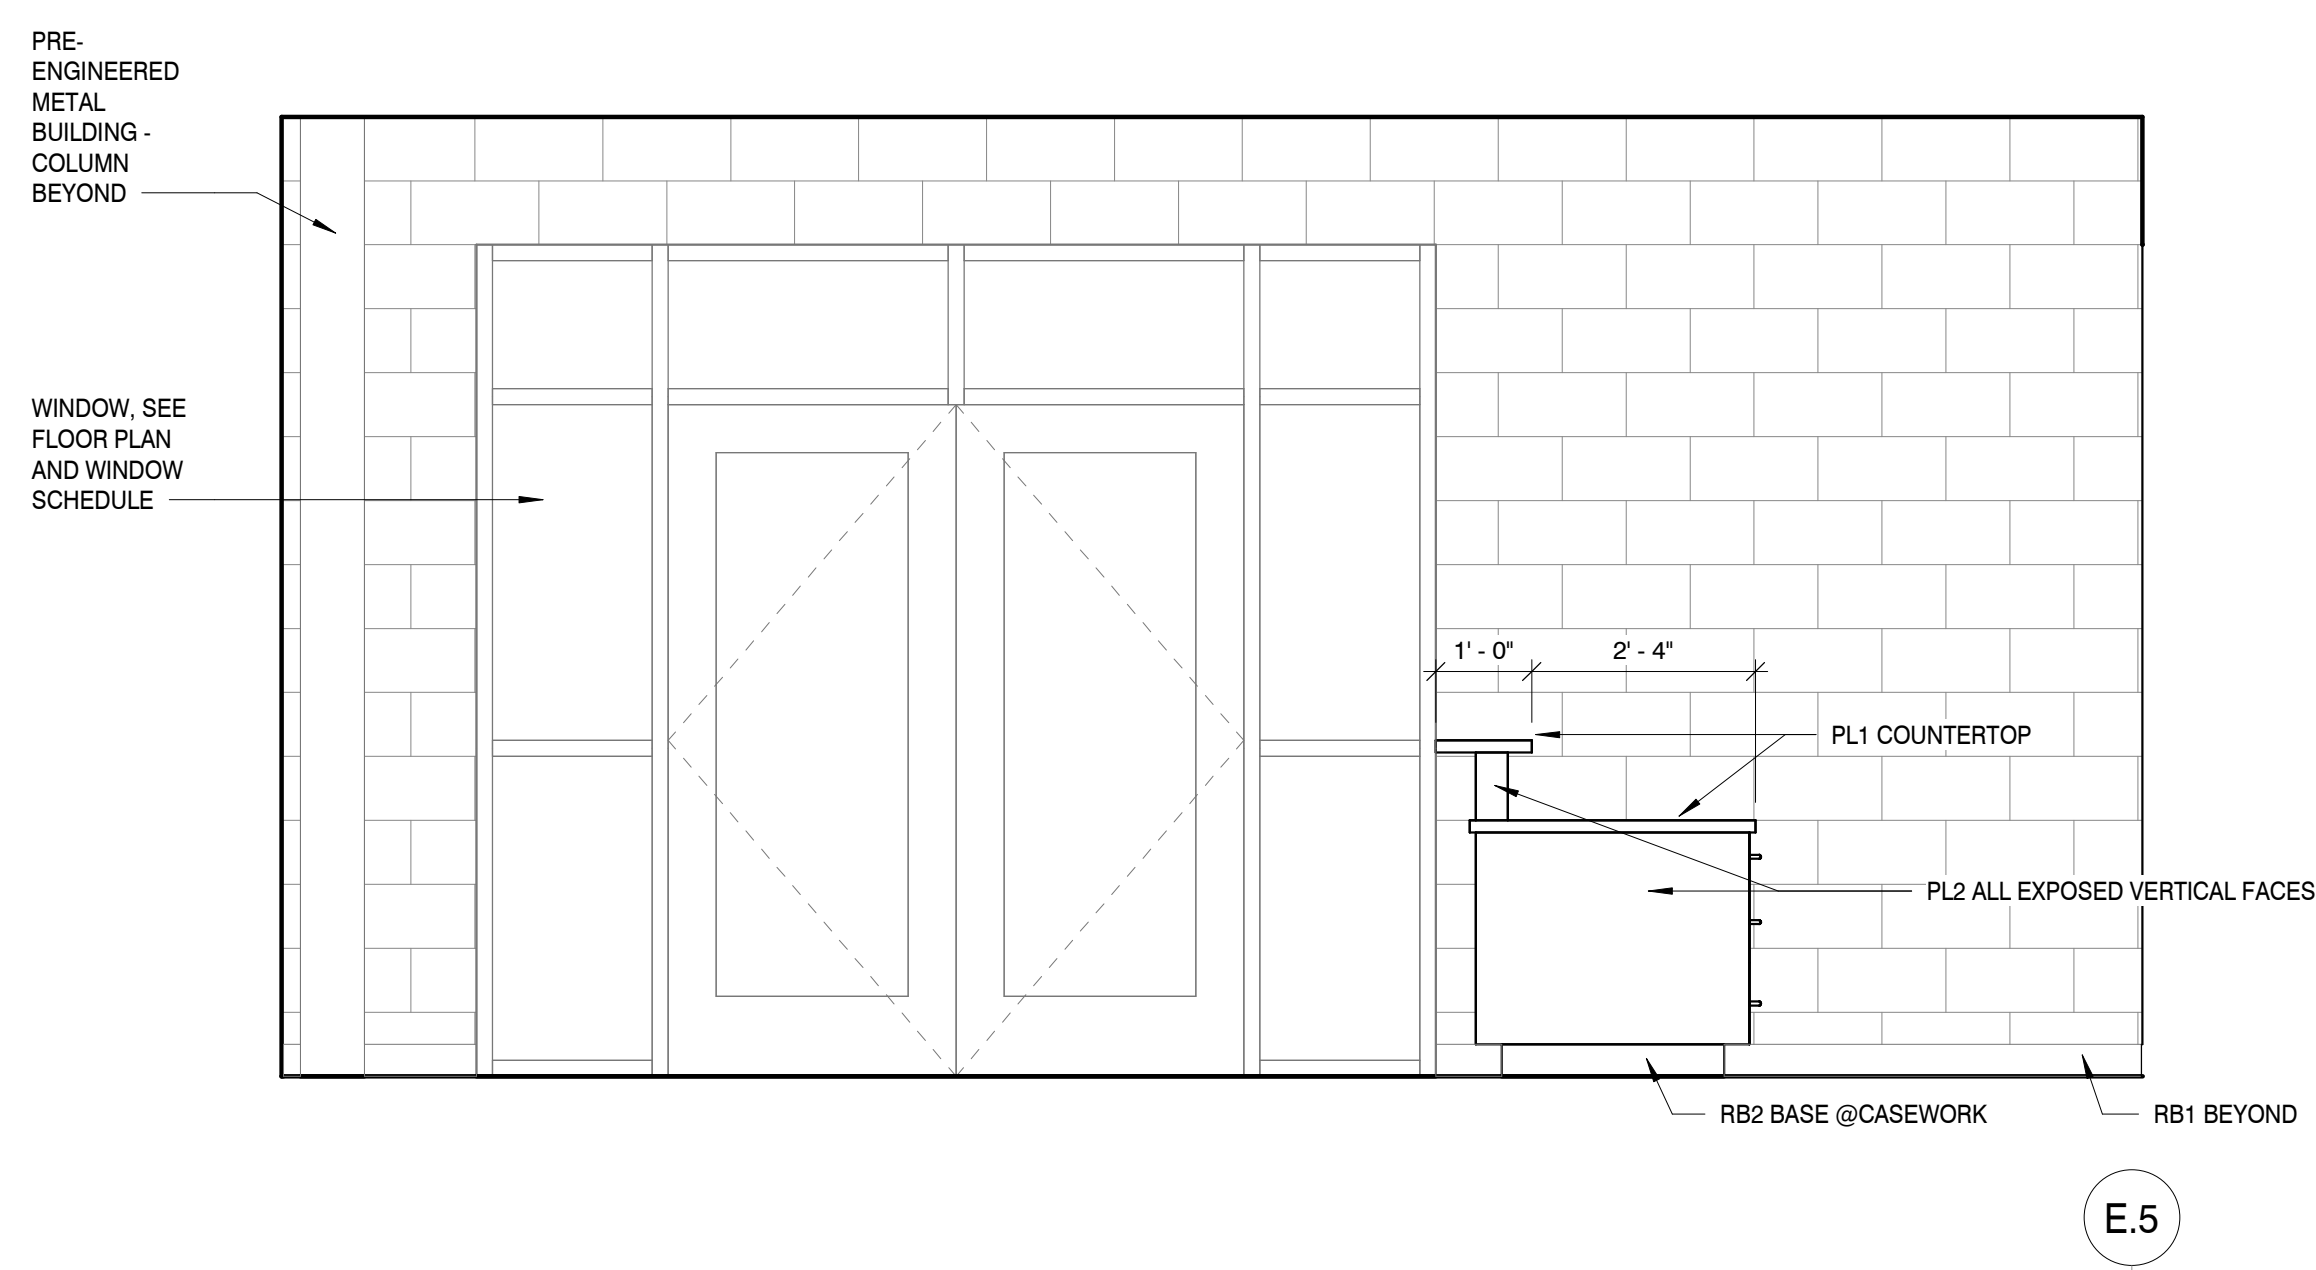 PRE-
ENGINEERED
METAL
BUILDING -
COLUMN
BEYOND
WINDOW, SEE
FLOOR PLAN
AND WINDOW
SCHEDULE
1' - 0"
2' - 4"
PL1 COUNTERTOP
PL2 ALL EXPOSED VERTICAL FACES
RB2 BASE @CASEWORK
RB1 BEYOND
E.5